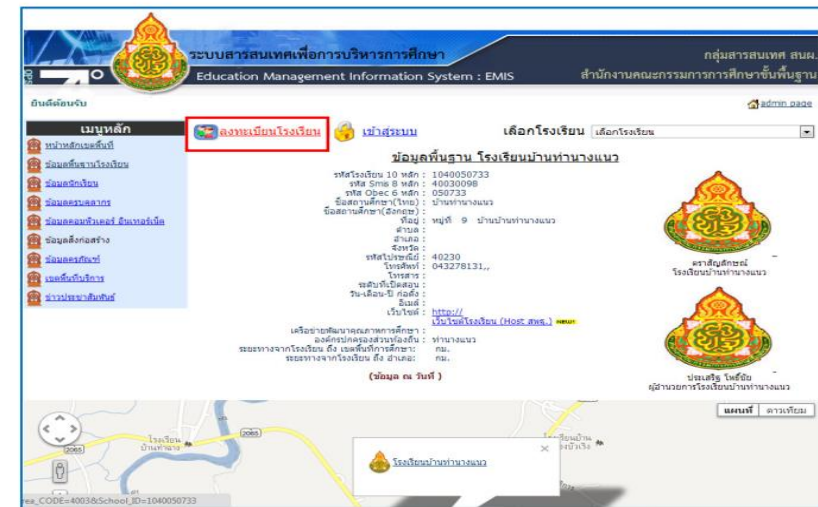 ระบบสารสนเทศเพื่อการบริหารการศึกษา
Education Management Information System : EMIS
กลุ่มสารสนเทศ สนผ.
สำนักงานคณะกรรมการการศึกษาขั้นพื้นฐาน
ยินดีต้อนรับ
admin page
เมนูหลัก
หน้าหลักเขตพื้นที่
ข้อมูลพื้นฐานโรงเรียน
ข้อมูลนักเรียน
ข้อมูลครูบุคลากร
ข้อมูลคอมพิวเตอร์ อินเทอร์เน็ต
ข้อมูลสิ่งก่อสร้าง
ข้อมูลครุภัณฑ์
เขตพื้นที่บริการ
ข่าวประชาสัมพันธ์
ลงทะเบียนโรงเรียน
เข้าสู่ระบบ
เลือกโรงเรียน
เลือกโรงเรียน
ข้อมูลพื้นฐาน โรงเรียนบ้านท่านางแนว
รหัสโรงเรียน 10 หลัก : 1040050733
รหัส Smis 8 หลัก : 40030098
รหัส Obec 6 หลัก : 050733
ชื่อสถานศึกษา(ไทย) : บ้านท่านางแนว
ชื่อสถานศึกษา(อังกฤษ) :
ที่อยู่ : หมู่ที่ 9 บ้านบ้านท่านางแนว
ตำบล :
อำเภอ :
จังหวัด :
รหัสไปรษณีย์ : 40230
โทรศัพท์ : 043278131,,
โทรสาร :
ระดับที่เปิดสอน :
วัน-เดือน-ปี ก่อตั้ง :
อีเมล์ :
เว็บไซต์ : http://
เว็บไซต์โรงเรียน (Host สพฐ.) NEW!
เครือข่ายพัฒนาคุณภาพการศึกษา :
องค์กรปกครองส่วนท้องถิ่น : ท่านางแนว
ระยะทางจากโรงเรียน ถึง เขตพื้นที่การศึกษา: กม.
ระยะทางจากโรงเรียน ถึง อำเภอ: กม.
(ข้อมูล ณ วันที่ )
ตราสัญลักษณ์
โรงเรียนบ้านท่านางแนว
ประเสริฐ โพธิ์ชัย
ผู้อำนวยการโรงเรียนบ้านท่านางแนว
แผนที่
ดาวเทียม
2065
2065
โรงเรียน
โรงเรียนบ้านท่านางแนว
rea_CODE=4003&School_ID=1040050733